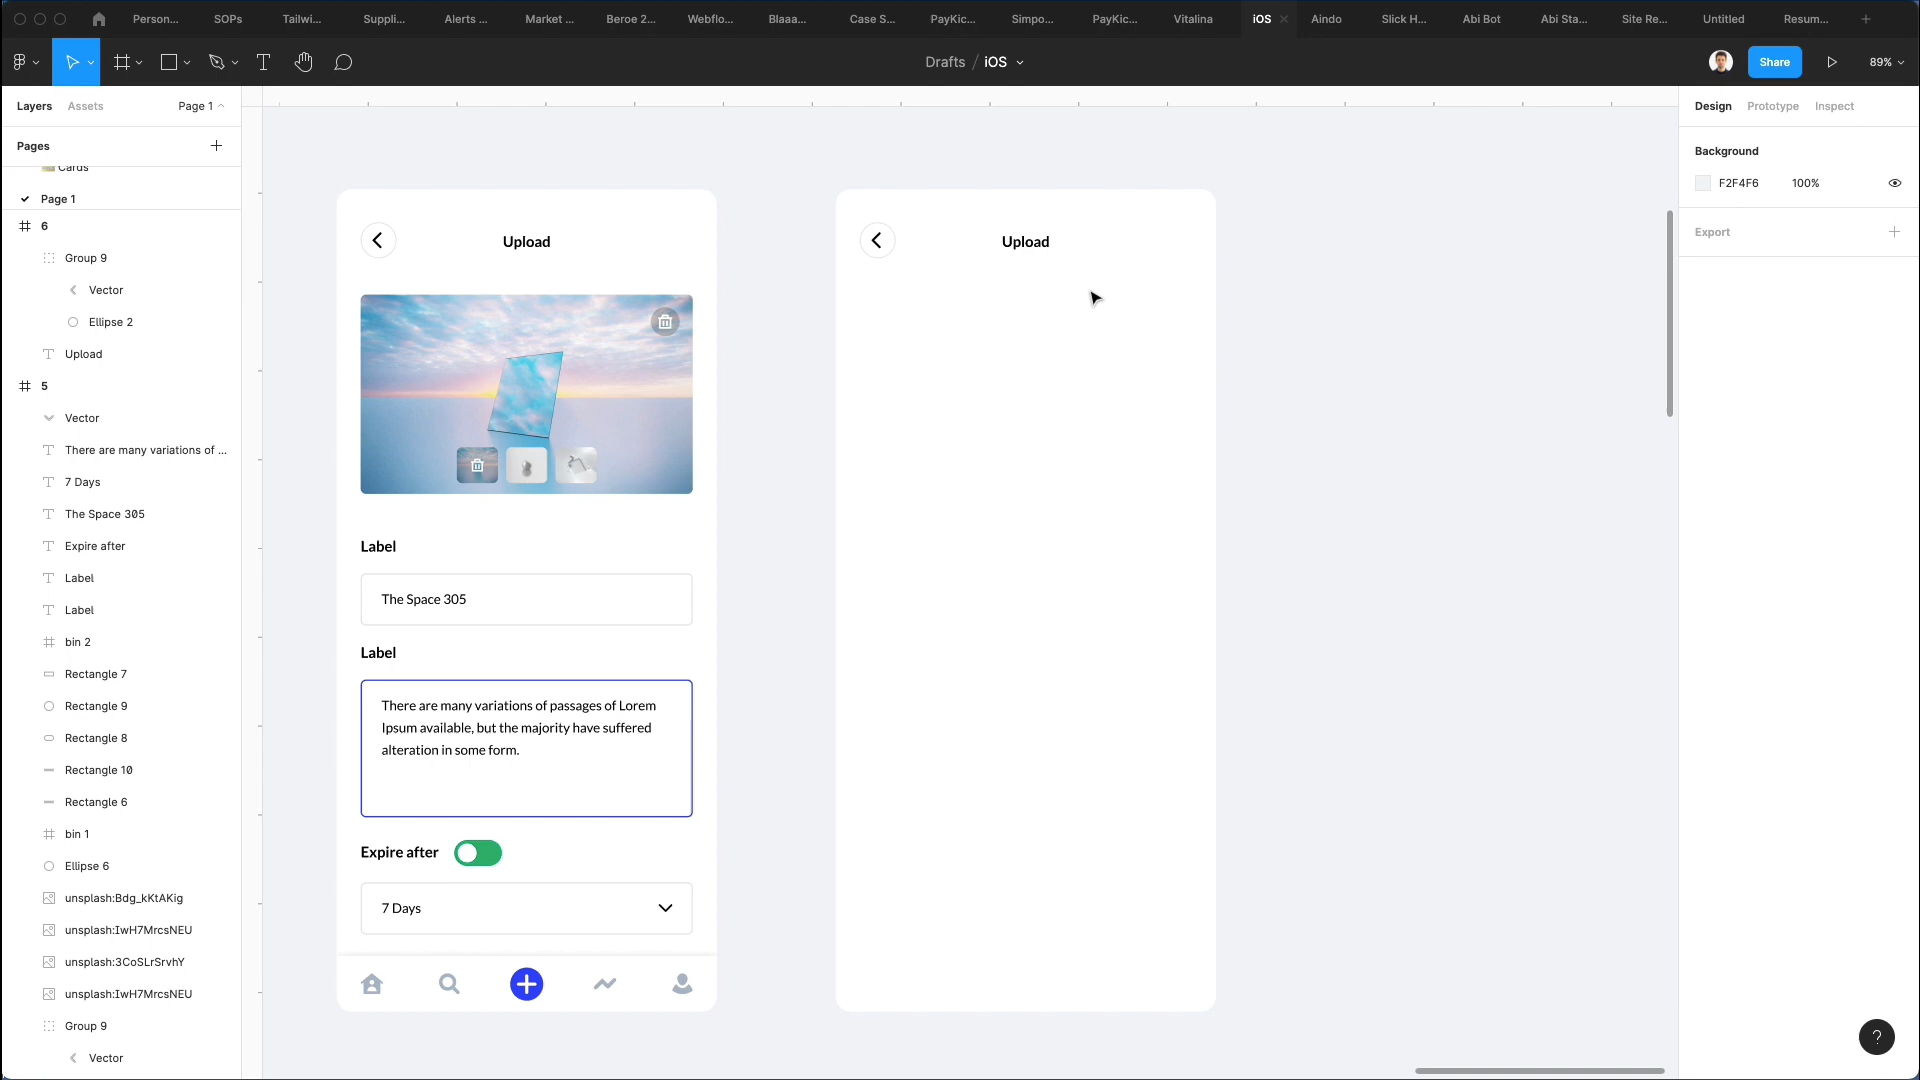 Person...
SOPs
Tailwi...
Suppli...
Alerts ...
Market ...
Beroe 2...
Webflo...
Blaaa...
Case S...
PayKic...
Simpo...
PayKic...
Vitalina
iOS
Aindo
Slick H...
Abi Bot
Abi Sta...
Site Re...
Untitled
Resum...
Drafts / iOS
Share
89%
Layers
Assets
Page 1
Pages
Cards
Page 1
6
Group 9
Vector
Ellipse 2
Upload
5
Vector
There are many variations of ...
7 Days
The Space 305
Expire after
Label
Label
bin 2
Rectangle 7
Rectangle 9
Rectangle 8
Rectangle 10
Rectangle 6
bin 1
Ellipse 6
unsplash:Bdg_kKtAKig
unsplash:IwH7MrcsNEU
unsplash:3CoSLrSrvhY
unsplash:IwH7MrcsNEU
Group 9
Vector
Upload
Label
The Space 305
Label
There are many variations of passages of Lorem
Ipsum available, but the majority have suffered
alteration in some form.
Expire after
7 Days
Upload
Design
Prototype
Inspect
Background
F2F4F6
100%
Export
?